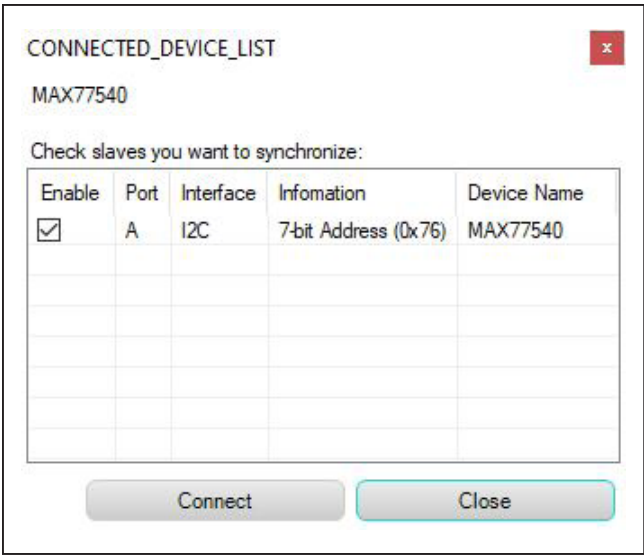 CONNECTED_DEVICE_LIST
x
MAX77540
Check slaves you want to synchronize:
Enable Port Interface Infomation Device Name
A I2C 7-bit Address (0x76) MAX77540
Connect Close